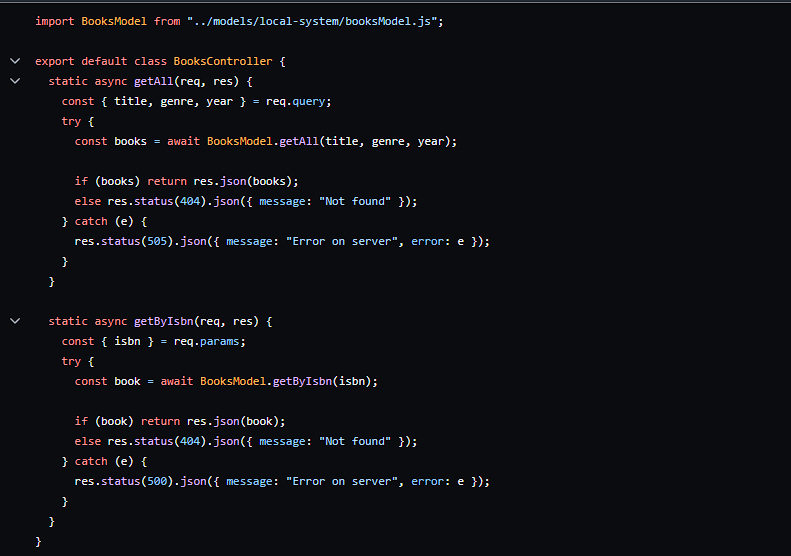 import BooksModel from "../models/local-system/booksModel.js";
export default class BooksController {
static async getAll(req, res) {
const { title, genre, year } = req.query;
try {
const books = await BooksModel.getAll(title, genre, year);
if (books) return res.json(books);
else res.status(404).json({ message: "Not found" });
} catch (e) {
res.status(505).json({ message: "Error on server", error: e });
}
}
static async getByIsbn(req, res) {
const { isbn } = req.params;
try {
const book = await BooksModel.getByIsbn(isbn);
if (book) return res.json(book);
else res.status(404).json({ message: "Not found" });
} catch (e) {
res.status(500).json({ message: "Error on server", error: e });
}
}
}